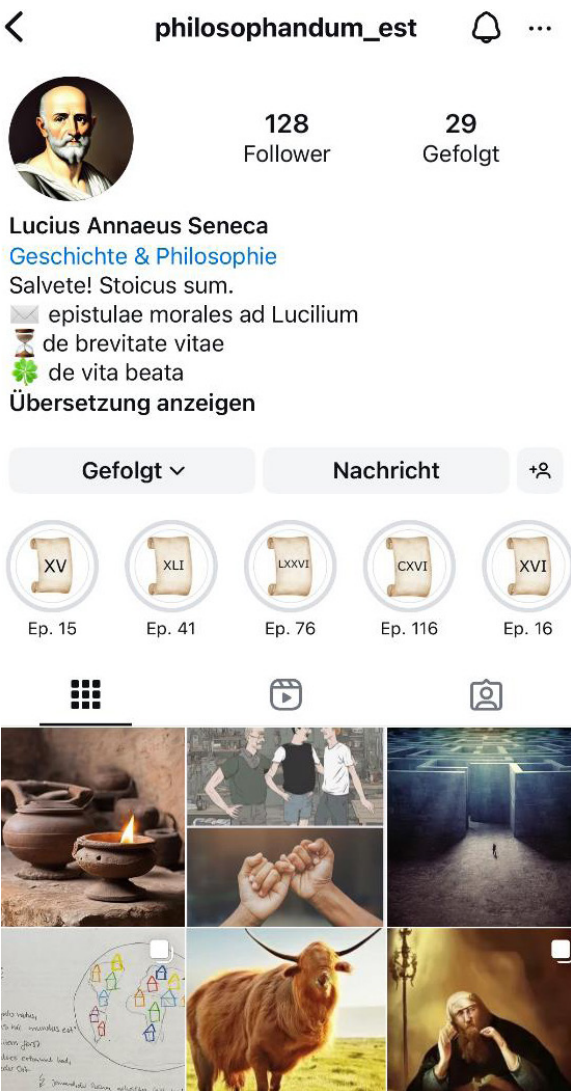 philosophandum_est
128 29
Follower Gefolgt
Lucius Annaeus Seneca
Geschichte & Philosophie
Salvete! Stoicus sum.
✉️ epistulae morales ad Lucilium
⏳ de brevitate vitae
🍀 de vita beata
Übersetzung anzeigen
Gefolgt Nachricht
XV XLI LXXVI CXVI XVI
Ep. 15 Ep. 41 Ep. 76 Ep. 116 Ep. 16
mundus est"